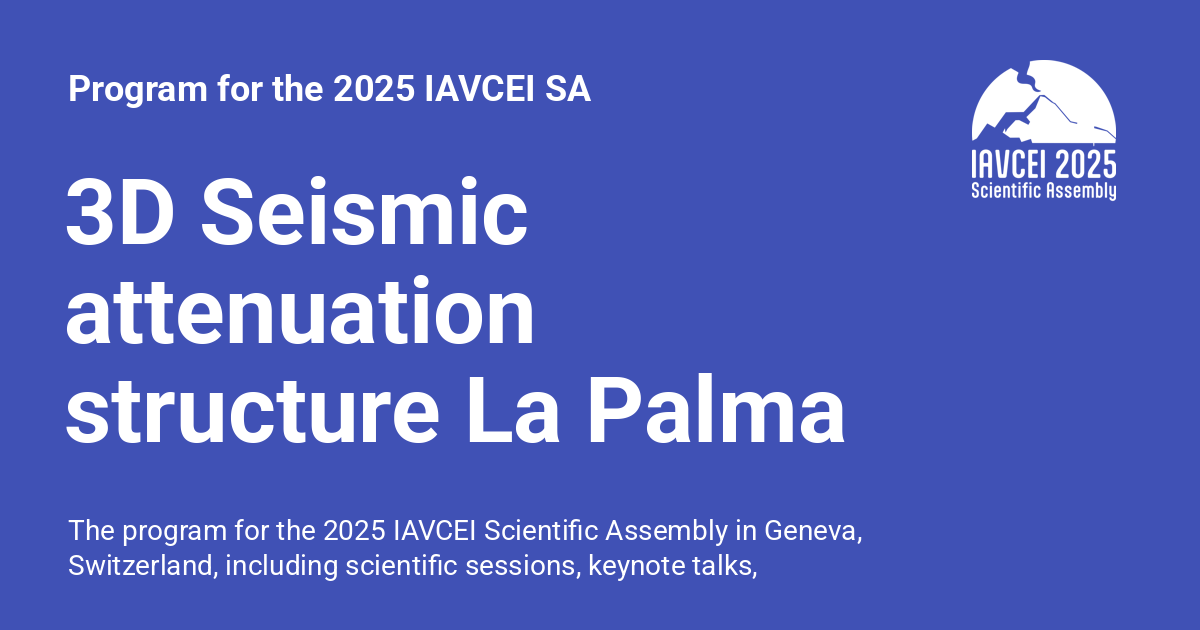 Program for the 2025 IAVCEI SA
IAVCEI 2025
Scientific Assembly
3D Seismic
attenuation
structure La Palma
The program for the 2025 IAVCEI Scientific Assembly in Geneva,
Switzerland, including scientific sessions, keynote talks,